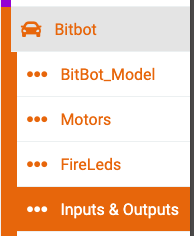 Bitbot
BitBot_Model
Motors
FireLeds
Inputs & Outputs